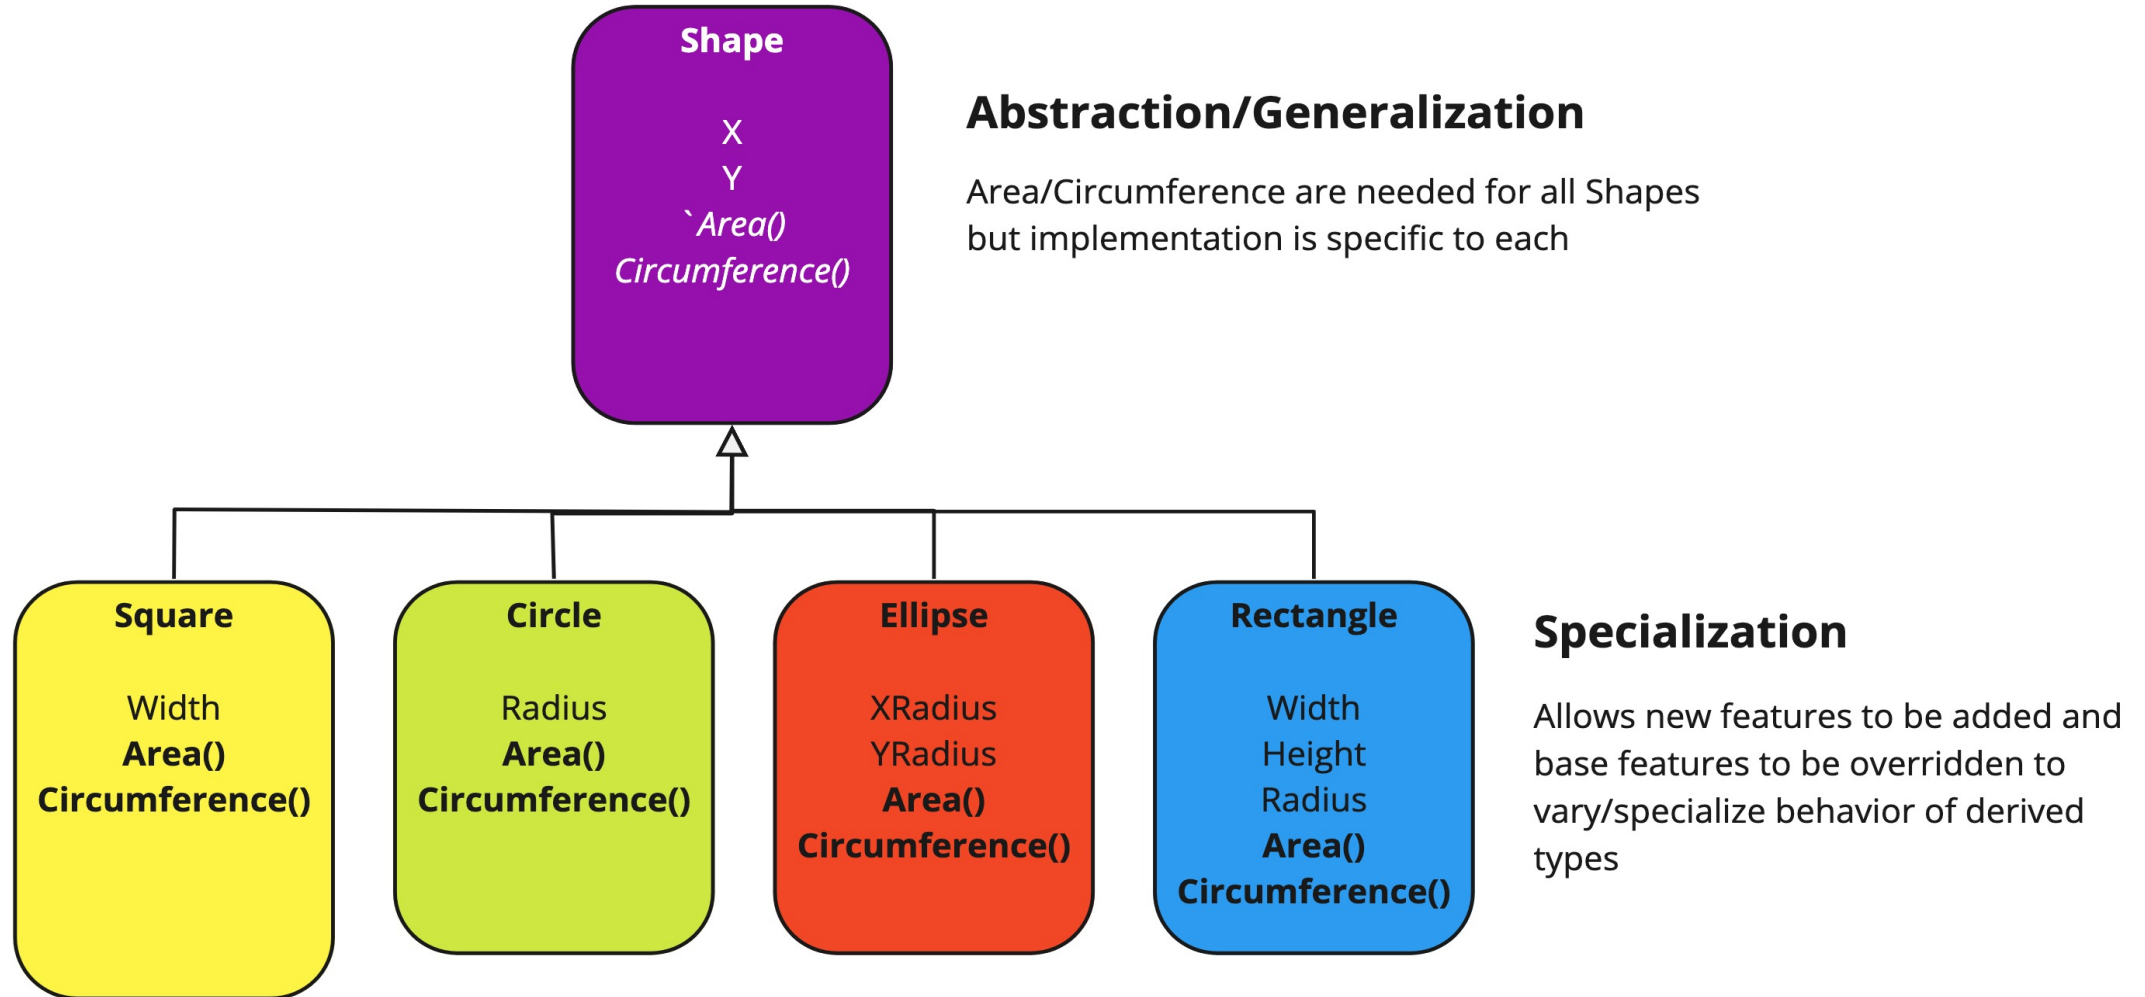 Shape
X
Y
`Area()
Circumference()
Abstraction/Generalization
Area/Circumference are needed for all Shapes
but implementation is specific to each
Square
Width
Area()
Circumference()
Circle
Radius
Area()
Circumference()
Ellipse
XRadius
YRadius
Area()
Circumference()
Rectangle
Width
Height
Radius
Area()
Circumference()
Specialization
Allows new features to be added and
base features to be overridden to
vary/specialize behavior of derived
types